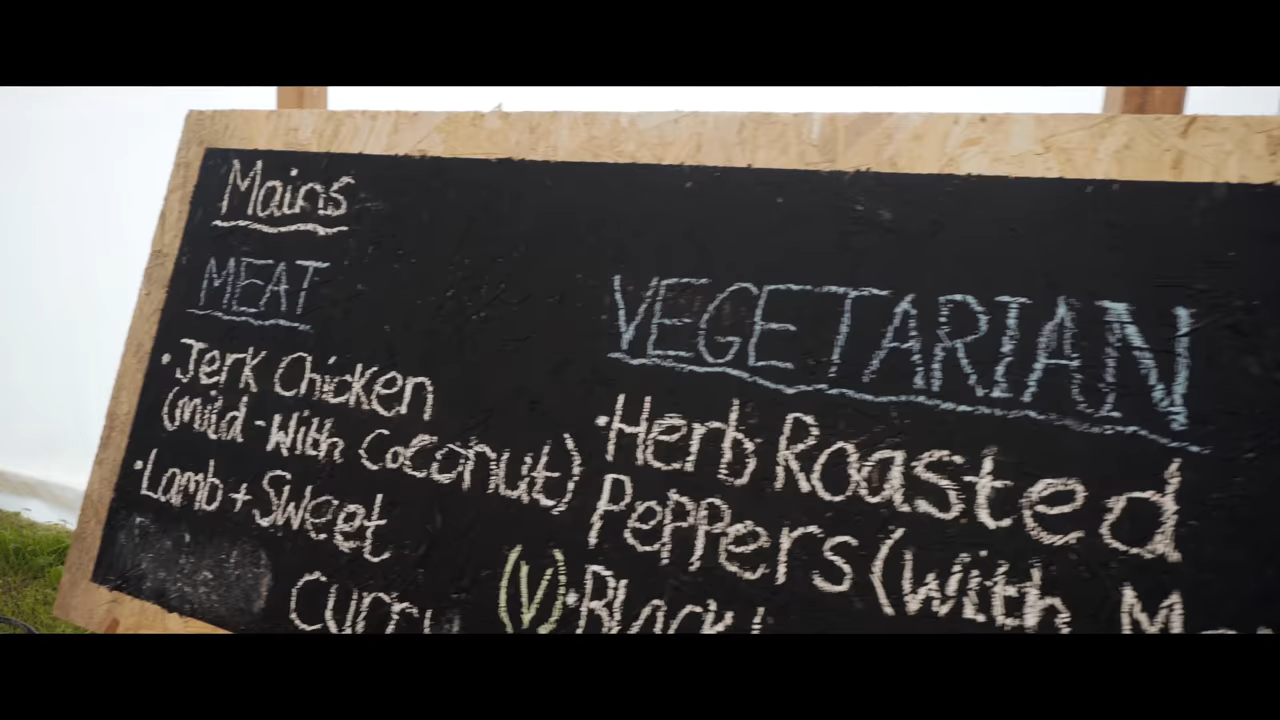 Mains
MEAT
• Jerk Chicken
(Mild - With Coconut)
• Lamb + Sweet
Curry
VEGETARIAN
• Herb Roasted
Peppers (With
(V) •